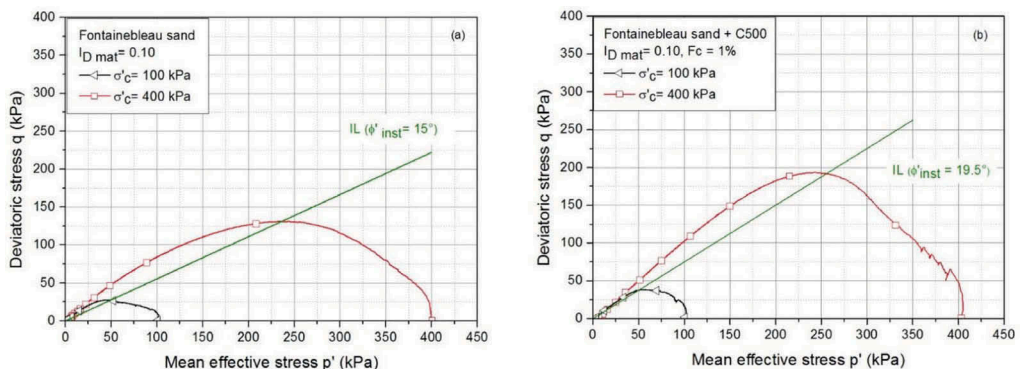 (a)
Fontainebleau sand
I_D mat= 0.10
σ'c= 100 kPa
σ'c= 400 kPa
IL (ϕ'inst= 15°)
400
350
300
250
200
150
100
50
0
0 50 100 150 200 250 300 350 400 450
Deviatoric stress q (kPa)
Mean effective stress p' (kPa)
(b)
Fontainebleau sand + C500
I_D mat= 0.10, Fc = 1%
σ'c= 100 kPa
σ'c= 400 kPa
IL (ϕ'inst = 19.5°)
400
350
300
250
200
150
100
50
0
0 50 100 150 200 250 300 350 400 450
Deviatoric stress q (kPa)
Mean effective stress p' (kPa)